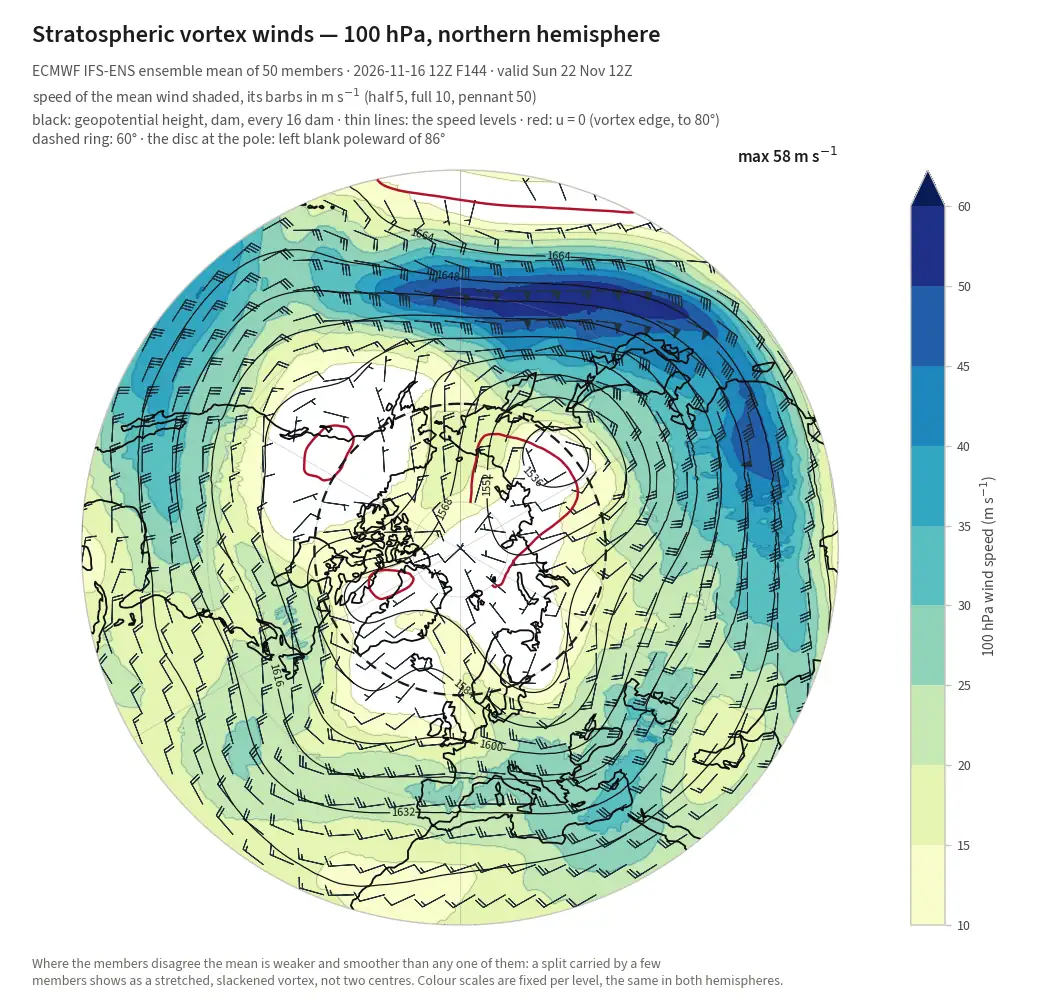 Stratospheric vortex winds — 100 hPa, northern hemisphere
ECMWF IFS-ENS ensemble mean of 50 members · 2026-11-16 12Z F144 · valid Sun 22 Nov 12Z
speed of the mean wind shaded, its barbs in m s⁻¹ (half 5, full 10, pennant 50)
black: geopotential height, dam, every 16 dam · thin lines: the speed levels · red: u = 0 (vortex edge, to 80°)
dashed ring: 60° · the disc at the pole: left blank poleward of 86°
max 58 m s⁻¹
1664
1664
1648
1536
1552
1568
1616
1600
1632
60
50
45
40
35
30
25
20
15
10
100 hPa wind speed (m s⁻¹)
Where the members disagree the mean is weaker and smoother than any one of them: a split carried by a few
members shows as a stretched, slackened vortex, not two centres. Colour scales are fixed per level, the same in both hemispheres.